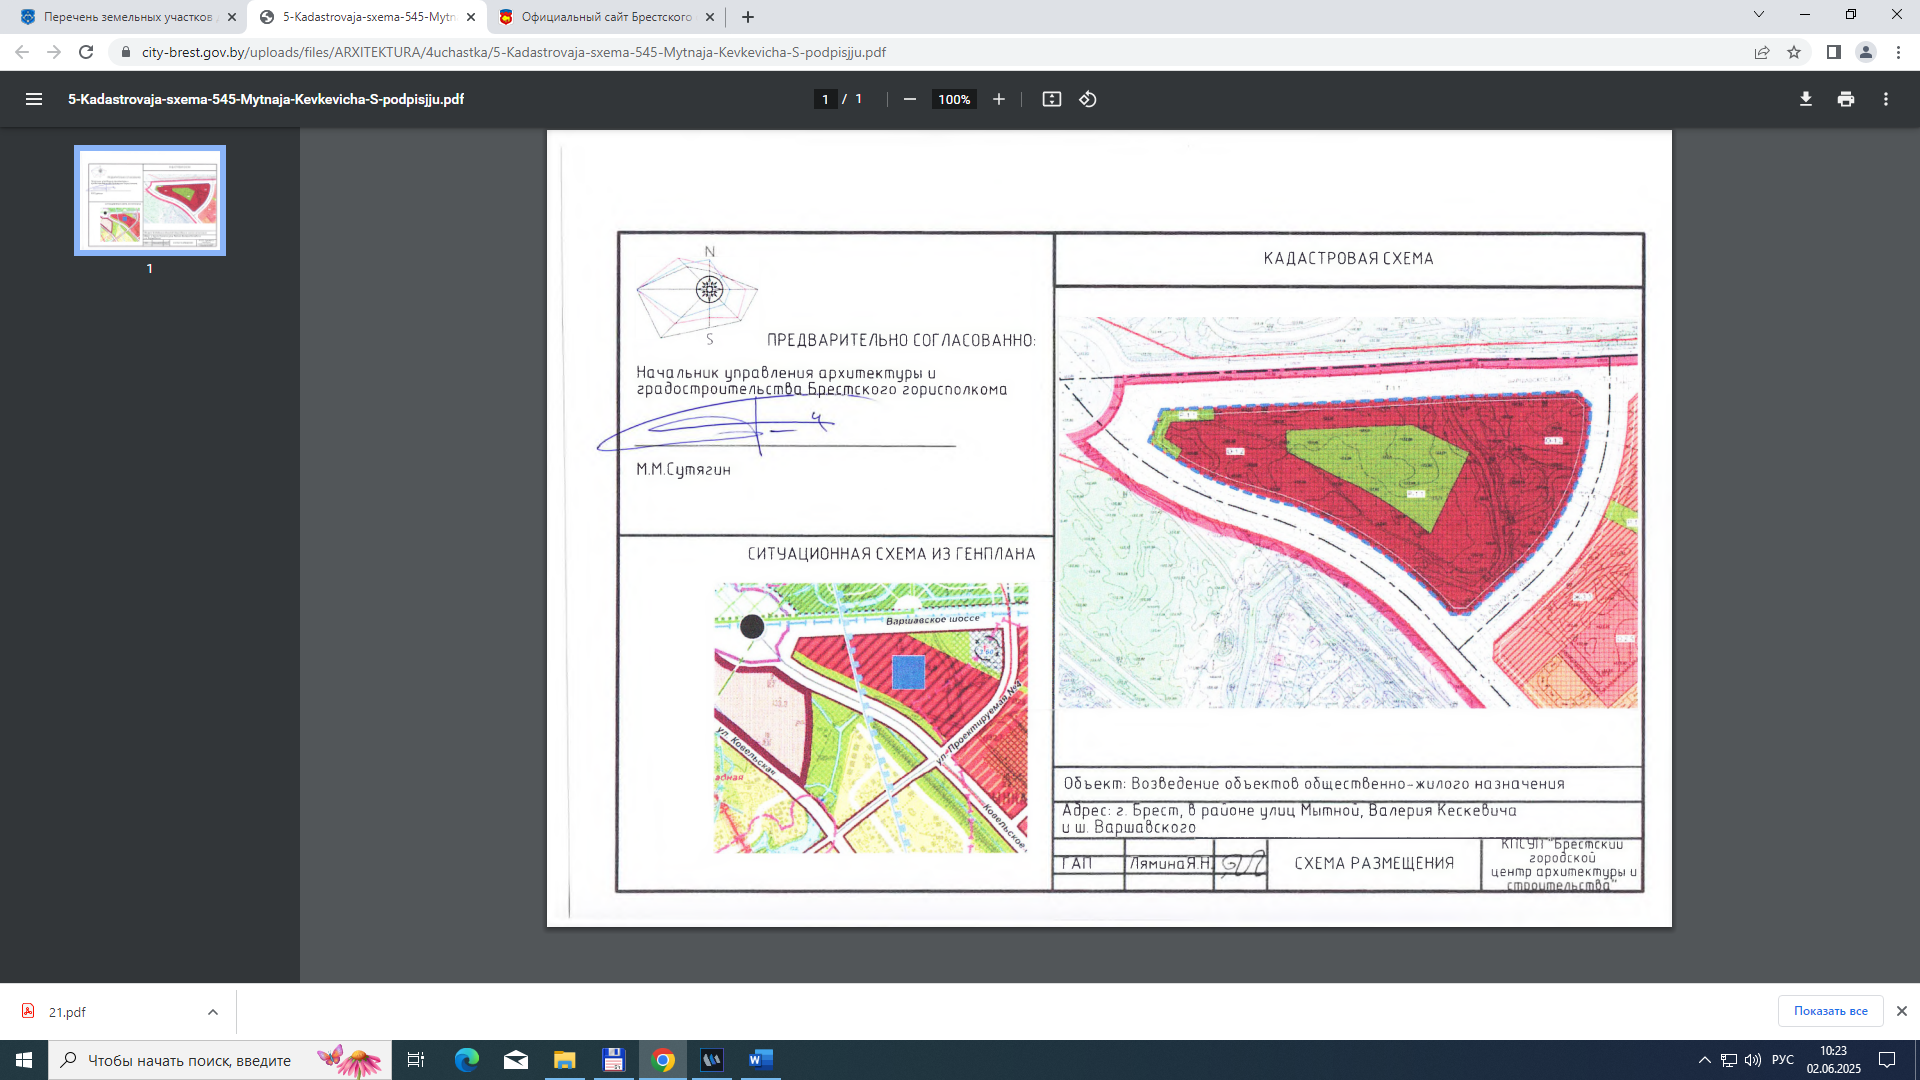 Перечень земельных участков
5-Kadastrovaja-sxema-545-Mytn
Официальный сайт Брестского
city-brest.gov.by/uploads/files/ARXITEKTURA/4uchastka/5-Kadastrovaja-sxema-545-Mytnaja-Kevkevicha-S-podpisjju.pdf
5-Kadastrovaja-sxema-545-Mytnaja-Kevkevicha-S-podpisjju.pdf
1 / 1
100%
1
N
S
ПРЕДВАРИТЕЛЬНО СОГЛАСОВАННО:
Начальник управления архитектуры и
градостроительства Брестского горисполкома
М.М.Сутягин
СИТУАЦИОННАЯ СХЕМА ИЗ ГЕНПЛАНА
Варшавское шоссе
ул. Проектируемая №4
ул. Ковельская
Ковельское
КАДАСТРОВАЯ СХЕМА
Объект: Возведение объектов общественно-жилого назначения
Адрес: г. Брест, в районе улиц Мытной, Валерия Кескевича
и ш. Варшавского
ГАП
Лямина Я.Н.
СХЕМА РАЗМЕЩЕНИЯ
КПСУП "Брестский
городской
центр архитектуры и
строительства"
21.pdf
Показать все
Чтобы начать поиск, введите
РУС
10:23
02.06.2025